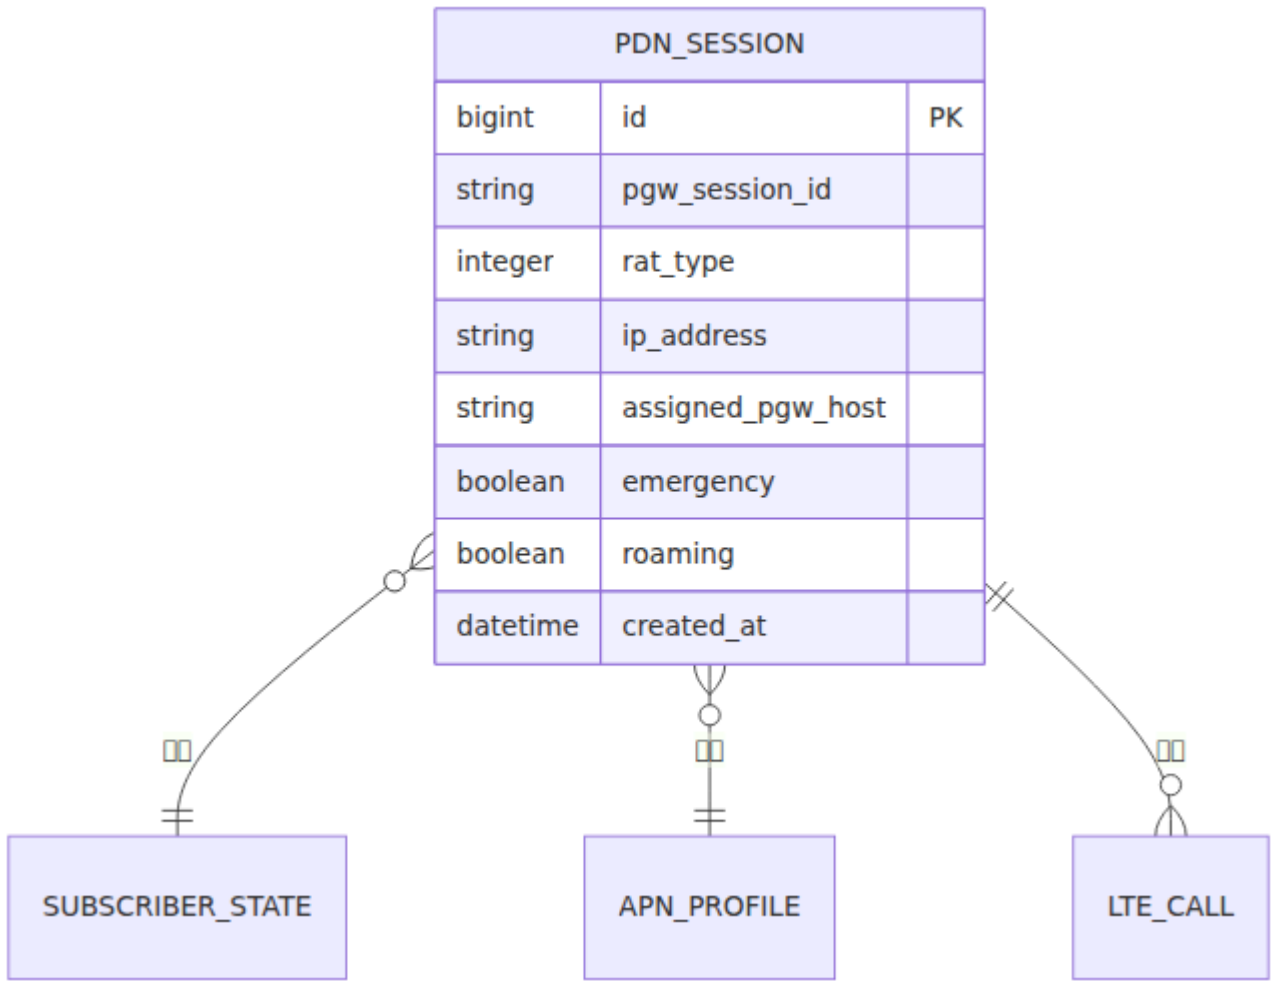 PDN_SESSION
bigint id PK
string pgw_session_id
integer rat_type
string ip_address
string assigned_pgw_host
boolean emergency
boolean roaming
datetime created_at
SUBSCRIBER_STATE
APN_PROFILE
LTE_CALL